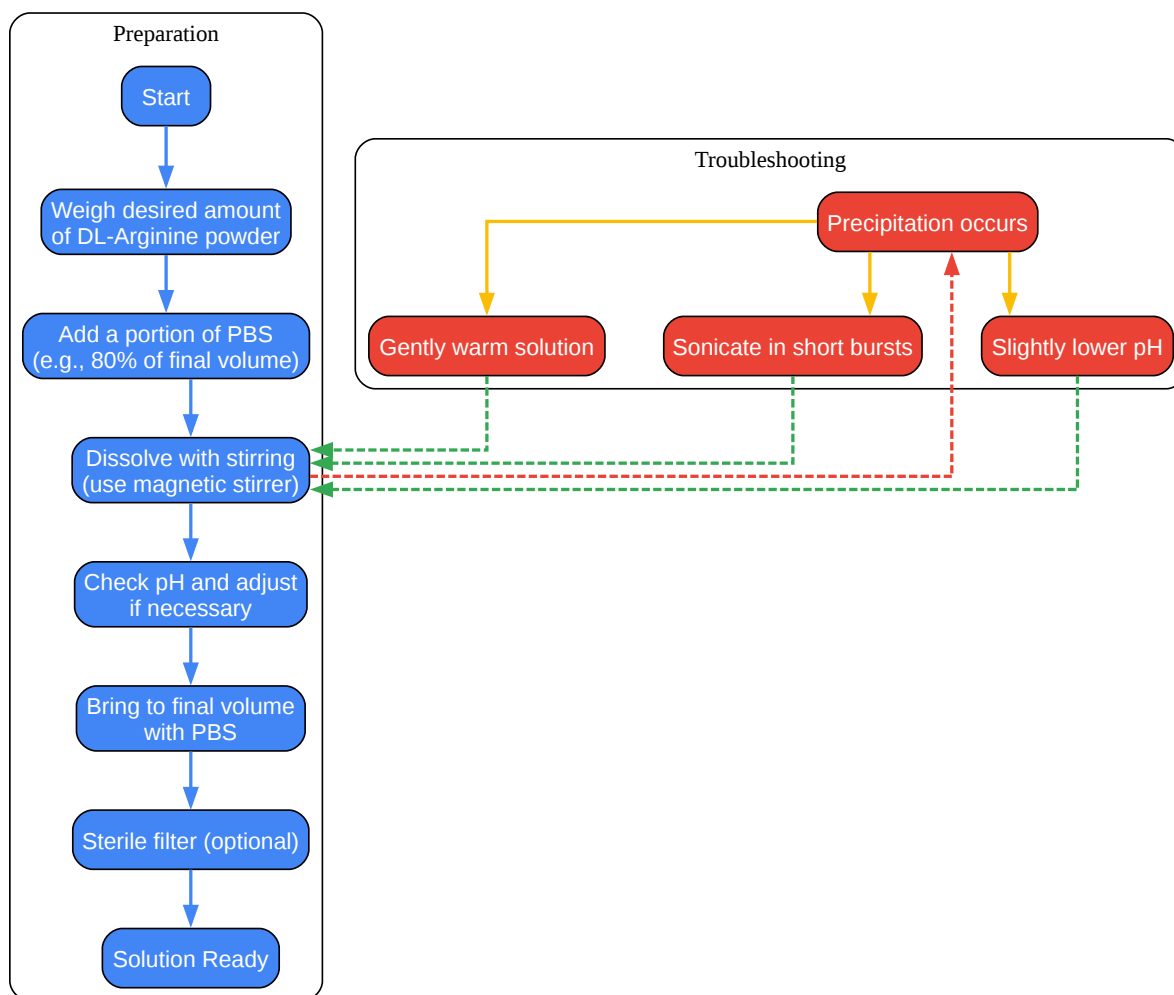 Preparation
Start
Weigh desired amount
of DL-Arginine powder
Add a portion of PBS
(e.g., 80% of final volume)
Dissolve with stirring
(use magnetic stirrer)
Check pH and adjust
if necessary
Bring to final volume
with PBS
Sterile filter (optional)
Solution Ready
Troubleshooting
Precipitation occurs
Gently warm solution
Sonicate in short bursts
Slightly lower pH